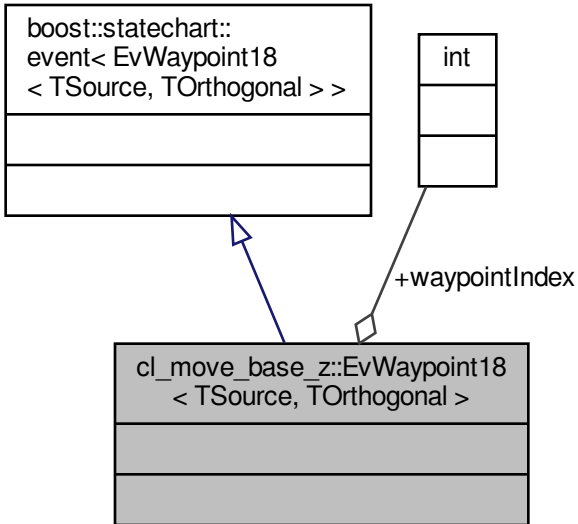 boost::statechart::
event< EvWaypoint18
< TSource, TOrthogonal > >
int
+waypointIndex
cl_move_base_z::EvWaypoint18
< TSource, TOrthogonal >